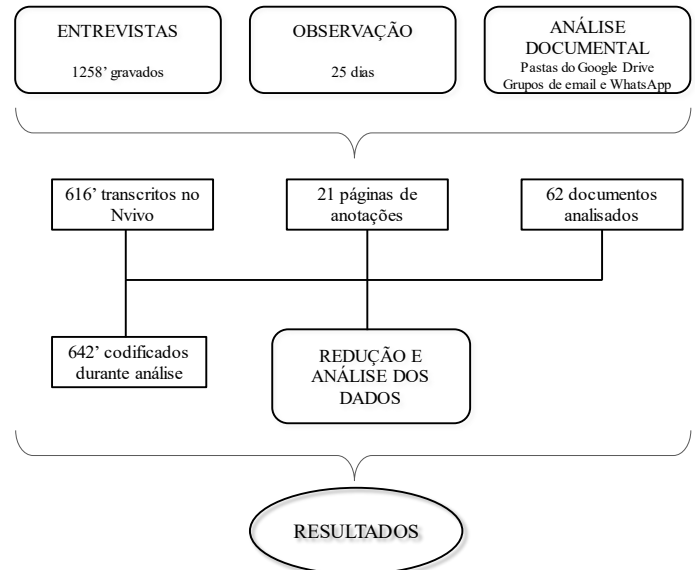 ENTREVISTAS
1258’ gravados
OBSERVAÇÃO
25 dias
ANÁLISE
DOCUMENTAL
Pastas do Google Drive
Grupos de email e WhatsApp
616’ transcritos no
Nvivo
21 páginas de
anotações
62 documentos
analisados
642’ codificados
durante análise
REDUÇÃO E
ANÁLISE DOS
DADOS
RESULTADOS